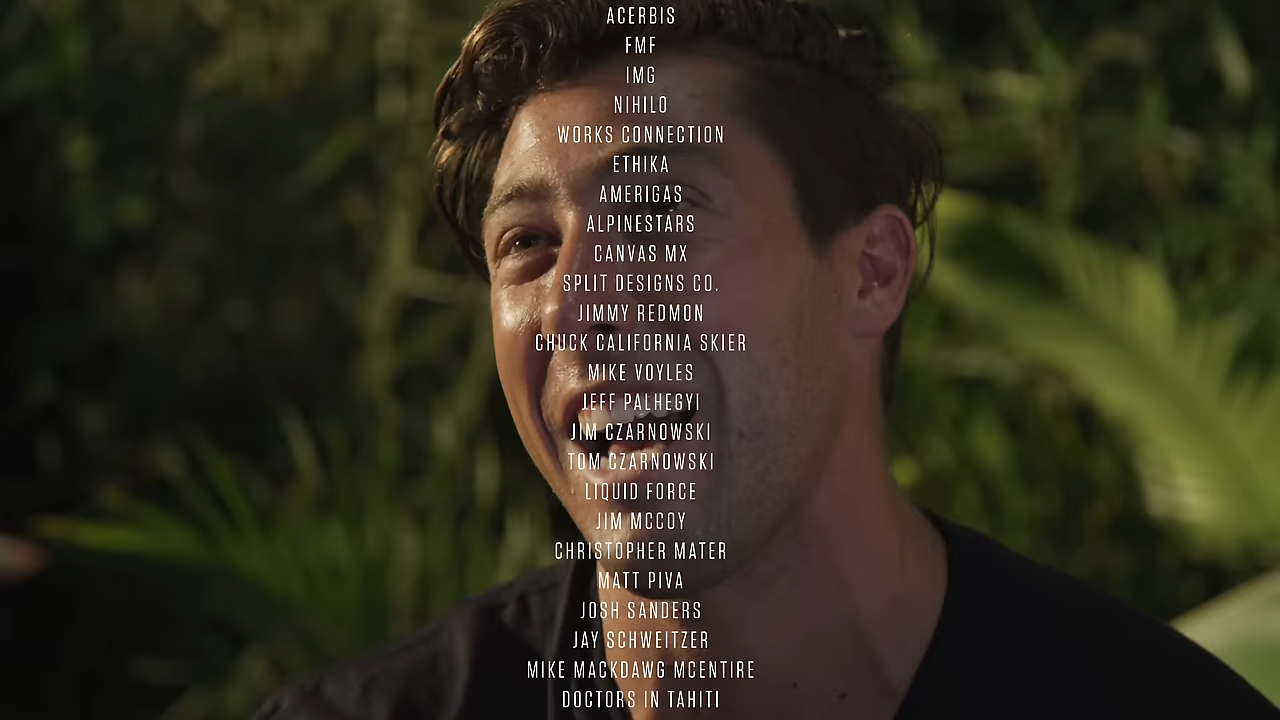 ACERBIS
FMF
IMG
NIHILO
WORKS CONNECTION
ETHIKA
AMERIGAS
ALPINESTARS
CANVAS MX
SPLIT DESIGNS CO.
JIMMY REDMON
CHUCK CALIFORNIA SKIER
MIKE VOYLES
JEFF PALHEGYI
JIM CZARNOWSKI
TOM CZARNOWSKI
LIQUID FORCE
JIM MCCOY
CHRISTOPHER MATER
MATT PIVA
JOSH SANDERS
JAY SCHWEITZER
MIKE MACKDAWG MCENTIRE
DOCTORS IN TAHITI